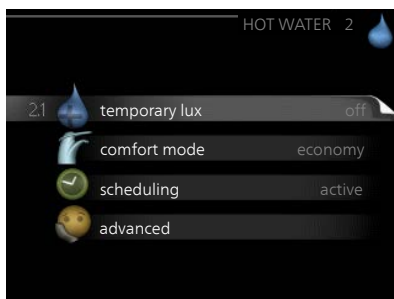 HOT WATER 2
2.1 temporary lux off
comfort mode economy
scheduling active
advanced